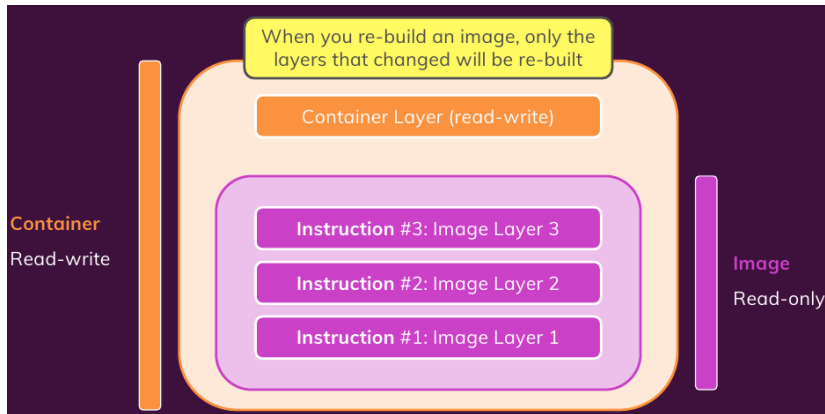 When you re-build an image, only the
layers that changed will be re-built
Container Layer (read-write)
Container
Read-write
Instruction #3: Image Layer 3
Instruction #2: Image Layer 2
Instruction #1: Image Layer 1
Image
Read-only